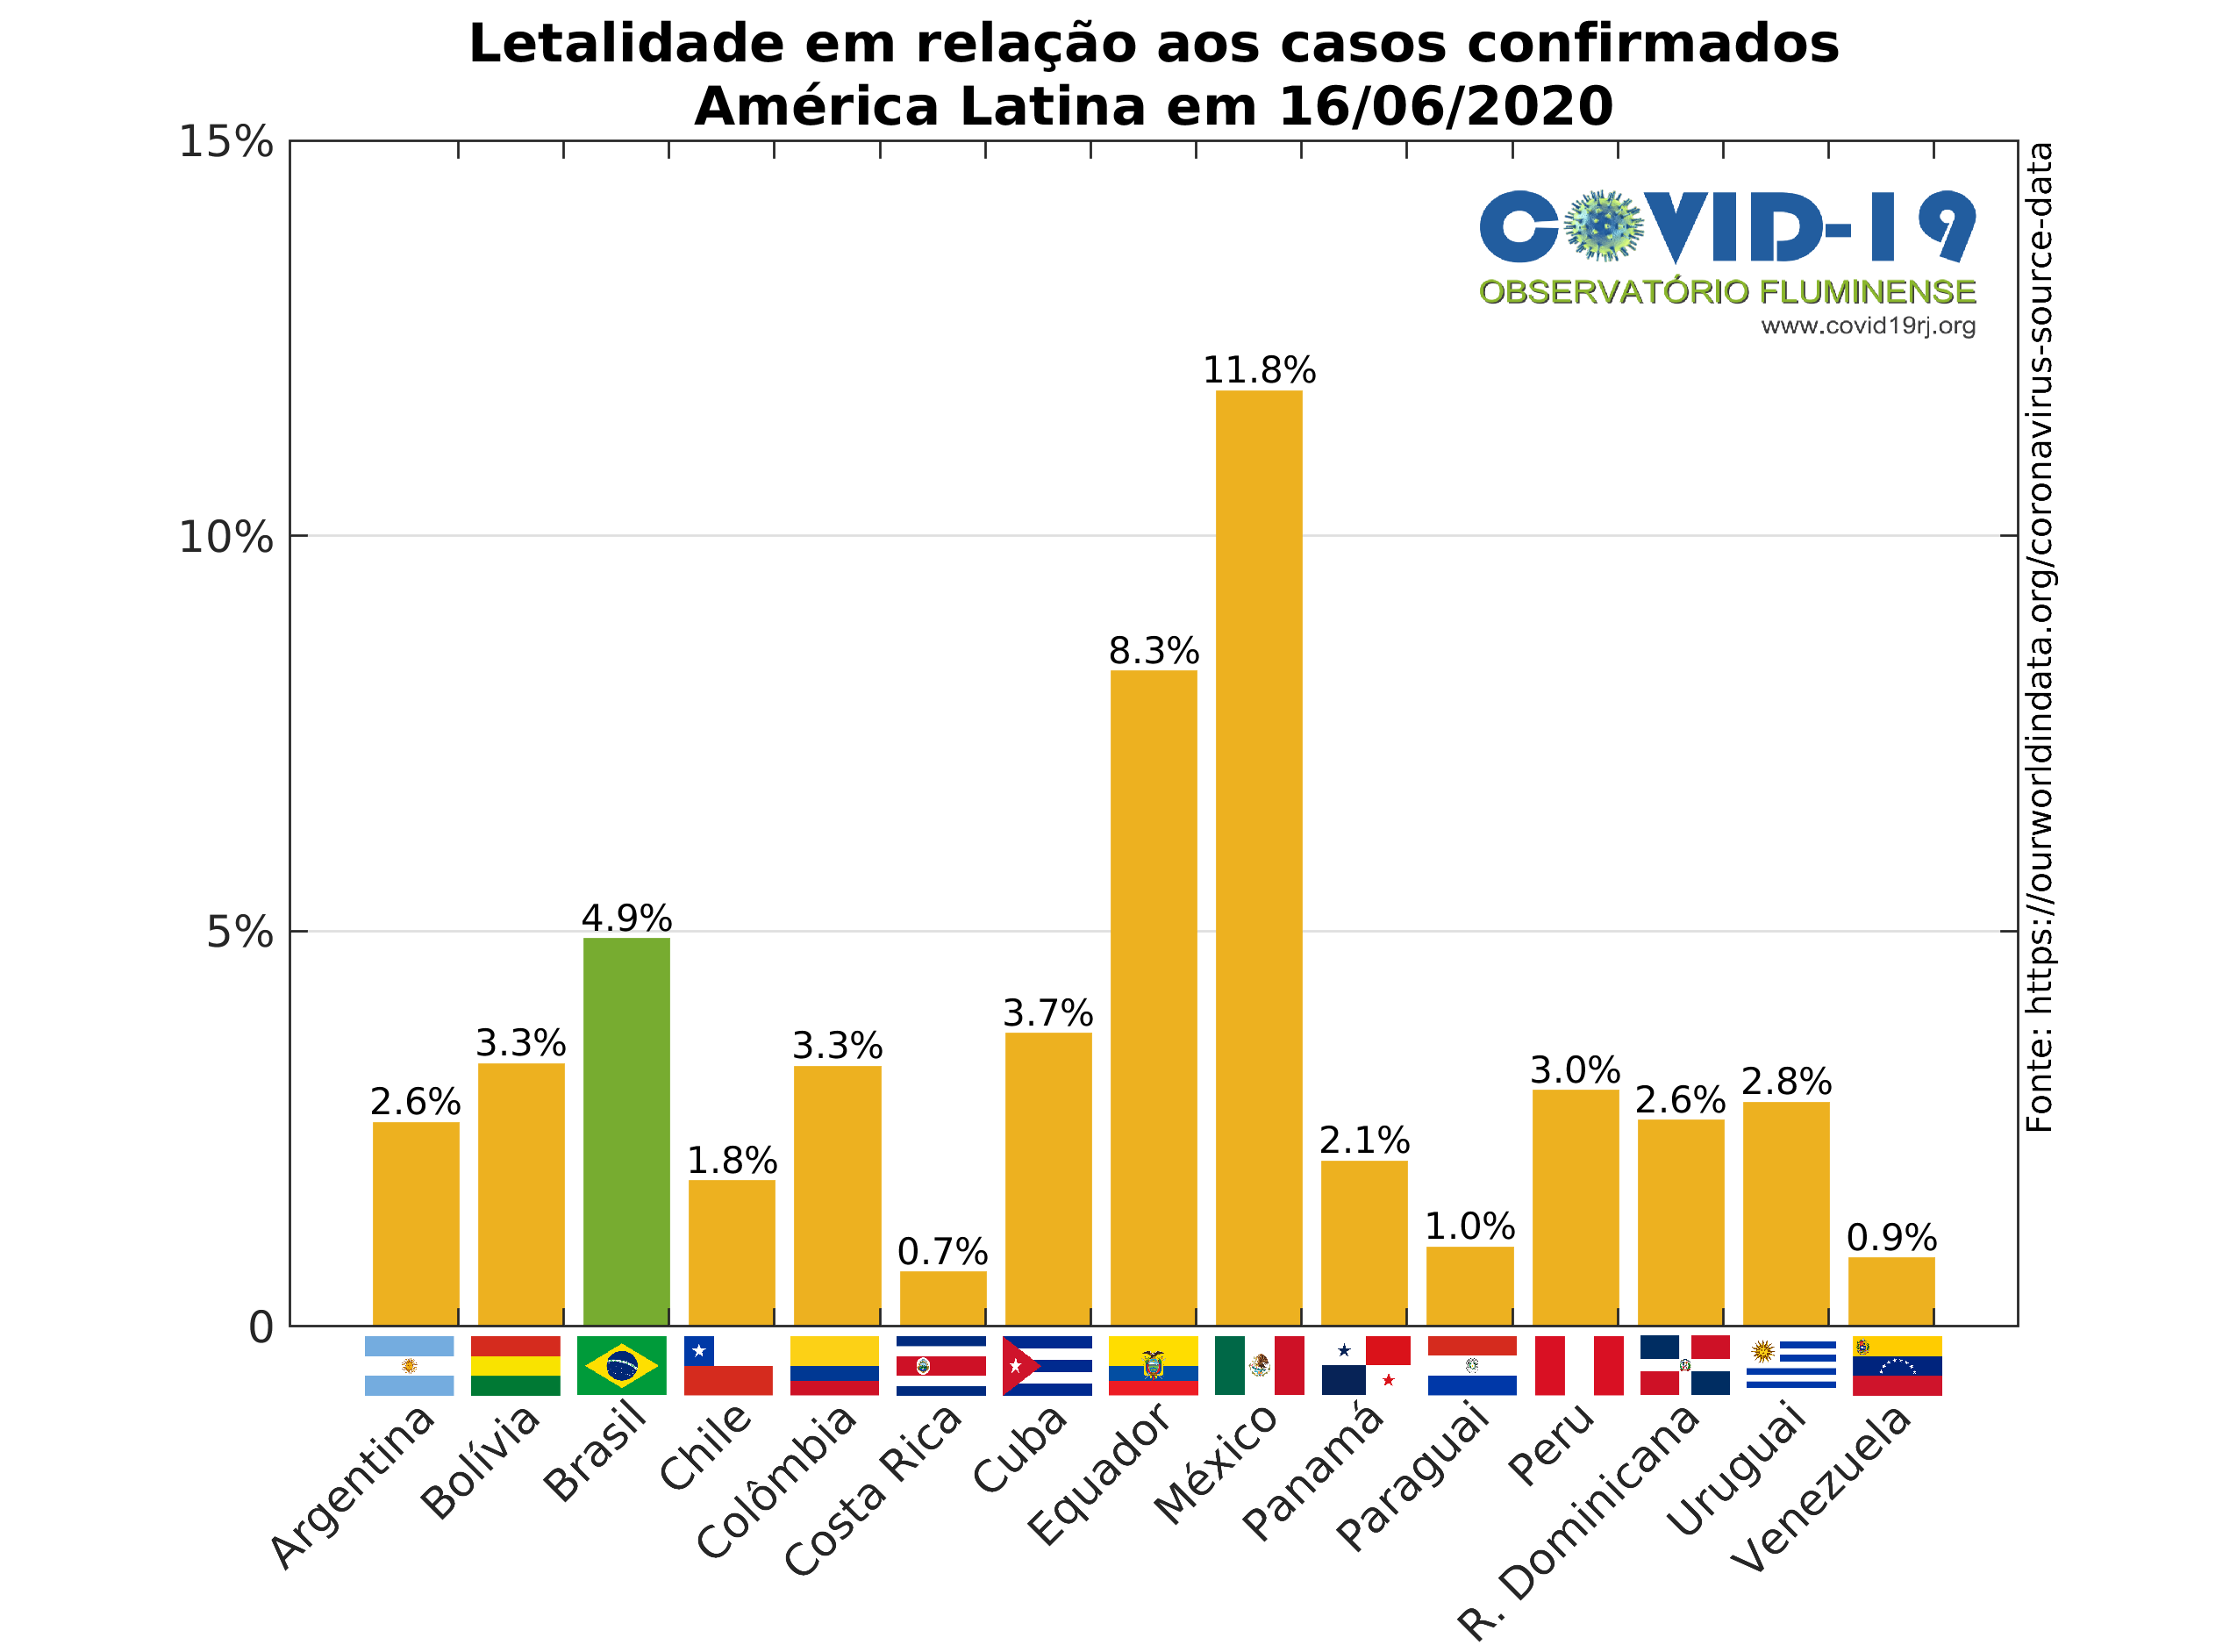 Letalidade em relação aos casos confirmados
América Latina em 16/06/2020
15%
10%
5%
0
COVID-19
OBSERVATÓRIO FLUMINENSE
www.covid19rj.org
Fonte: https://ourworldindata.org/coronavirus-source-data
2.6%
3.3%
4.9%
1.8%
3.3%
0.7%
3.7%
8.3%
11.8%
2.1%
1.0%
3.0%
2.6%
2.8%
0.9%
Argentina
Bolívia
Brasil
Chile
Colômbia
Costa Rica
Cuba
Equador
México
Panamá
Paraguai
Peru
R. Dominicana
Uruguai
Venezuela